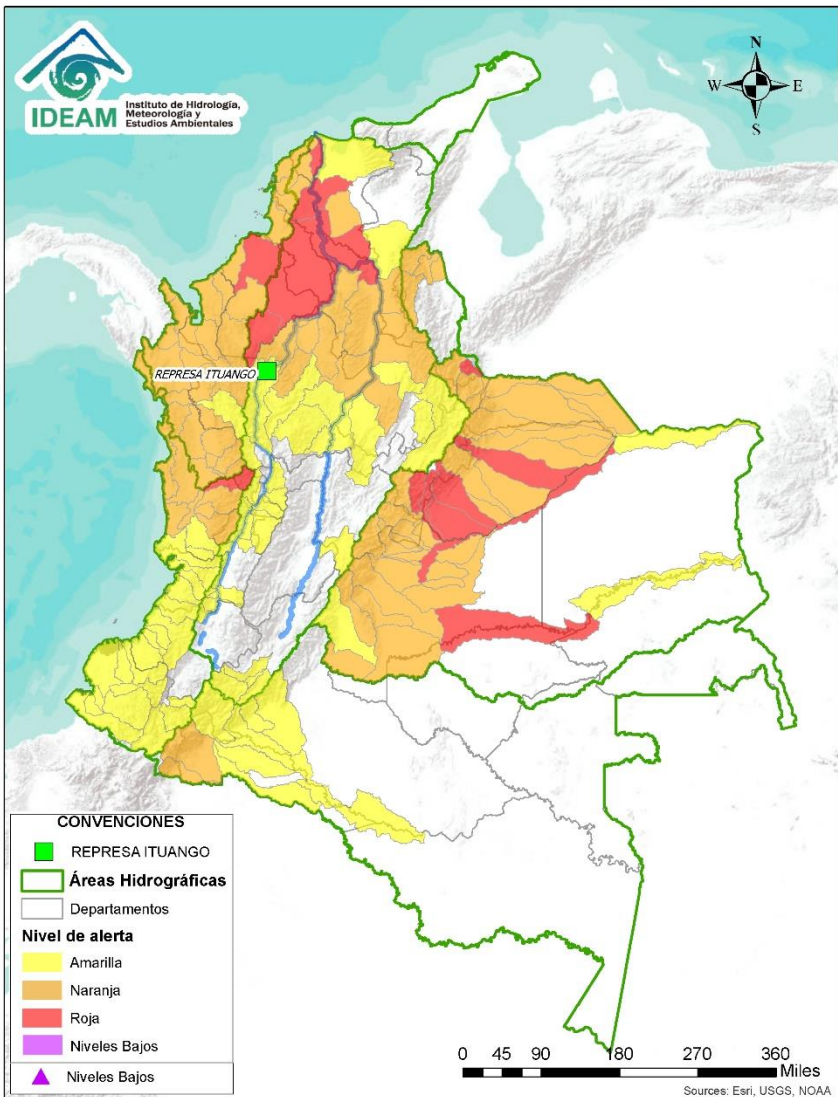 IDEAM
Instituto de Hidrología,
Meteorología y
Estudios Ambientales
N
W
E
S
REPRESA ITUANGO
CONVENCIONES
REPRESA ITUANGO
Áreas Hidrográficas
Departamentos
Nivel de alerta
Amarilla
Naranja
Roja
Niveles Bajos
Niveles Bajos
0 45 90 180 270 360
Miles
Sources: Esri, USGS, NOAA